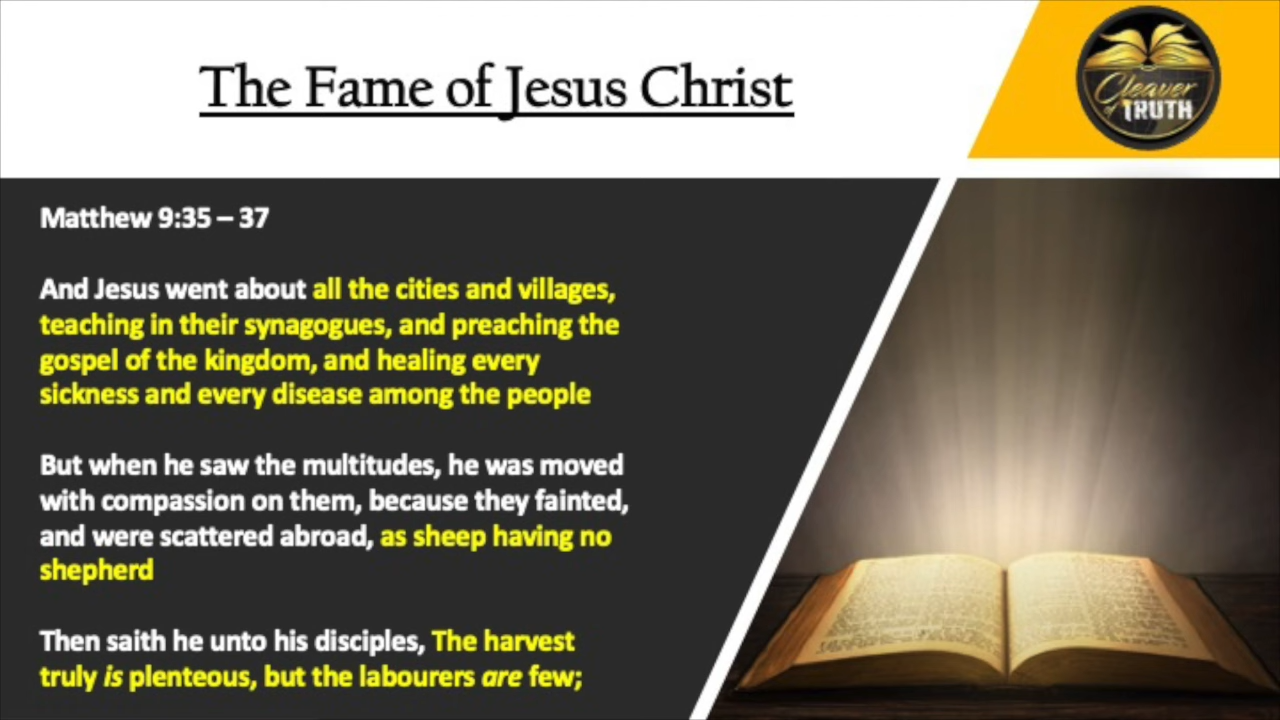 The Fame of Jesus Christ
Cleaver
of TRUTH
Matthew 9:35 – 37
And Jesus went about all the cities and villages,
teaching in their synagogues, and preaching the
gospel of the kingdom, and healing every
sickness and every disease among the people
But when he saw the multitudes, he was moved
with compassion on them, because they fainted,
and were scattered abroad, as sheep having no
shepherd
Then saith he unto his disciples, The harvest
truly is plenteous, but the labourers are few;